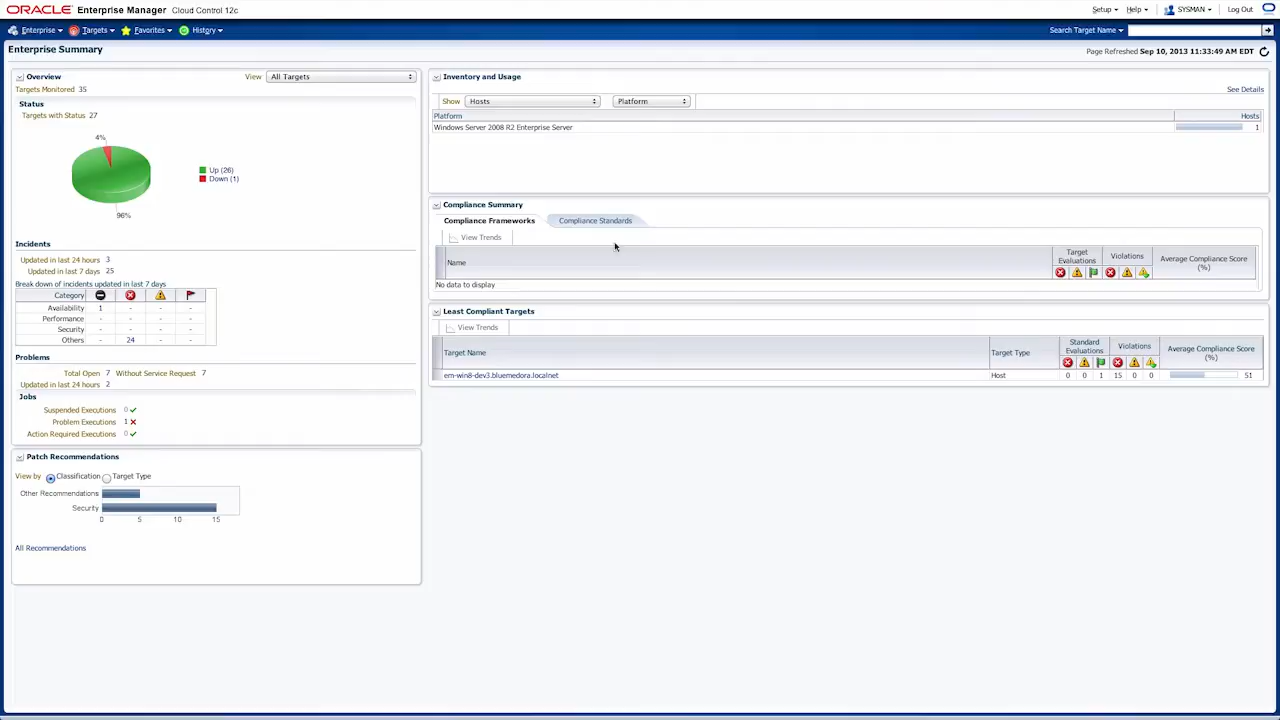 ORACLE Enterprise Manager Cloud Control 12c
Setup Help SYSMAN Log Out
Enterprise Targets Favorites History
Search Target Name
Enterprise Summary
Page Refreshed Sep 10, 2013 11:33:49 AM EDT
Overview
View All Targets
Targets Monitored 35
Status
Targets with Status 27
4%
Up (26)
Down (1)
96%
Incidents
Updated in last 24 hours 3
Updated in last 7 days 25
Break down of incidents updated in last 7 days
Category
Availability 1 - - -
Performance - - - -
Security - - - -
Others - 24 - -
Problems
Total Open 7 Without Service Request 7
Updated in last 24 hours 2
Jobs
Suspended Executions 0
Problem Executions 1
Action Required Executions 0
Patch Recommendations
View by Classification Target Type
Other Recommendations
Security
0 5 10 15
All Recommendations
Inventory and Usage
See Details
Show Hosts Platform
Platform Hosts
Windows Server 2008 R2 Enterprise Server 1
Compliance Summary
Compliance Frameworks Compliance Standards
View Trends
Name Target Evaluations Violations Average Compliance Score (%)
No data to display
Least Compliant Targets
View Trends
Target Name Target Type Standard Evaluations Violations Average Compliance Score (%)
em-win8-dev3.bluemedora.localnet Host 0 0 1 15 0 0 51